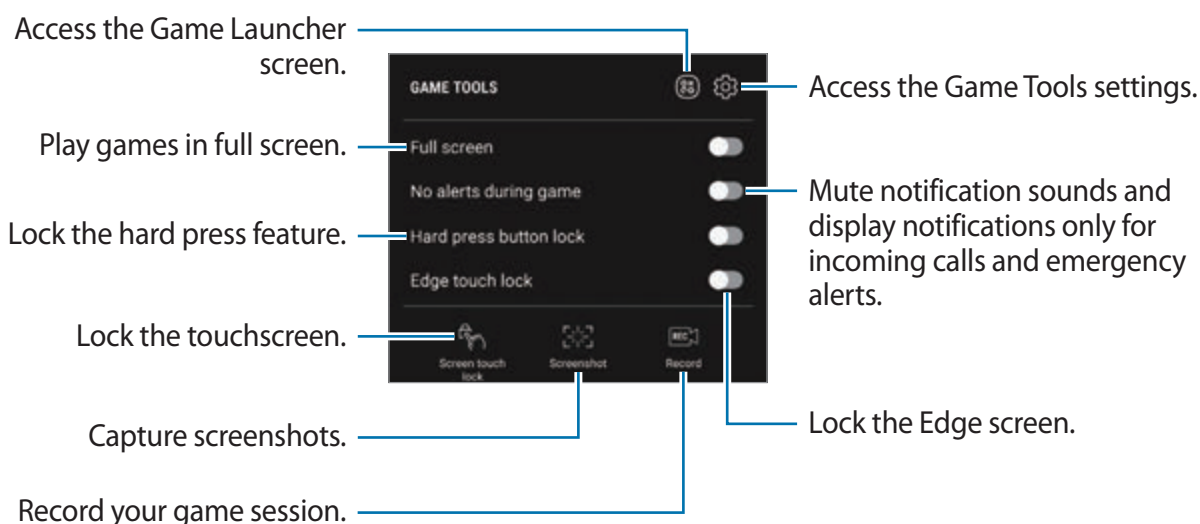 Access the Game Launcher
screen.
GAME TOOLS
Access the Game Tools settings.
Play games in full screen.
Full screen
No alerts during game
Mute notification sounds and
display notifications only for
incoming calls and emergency
alerts.
Lock the hard press feature.
Hard press button lock
Edge touch lock
Lock the touchscreen.
REC
Screen touch
lock
Screenshot
Record
Lock the Edge screen.
Capture screenshots.
Record your game session.